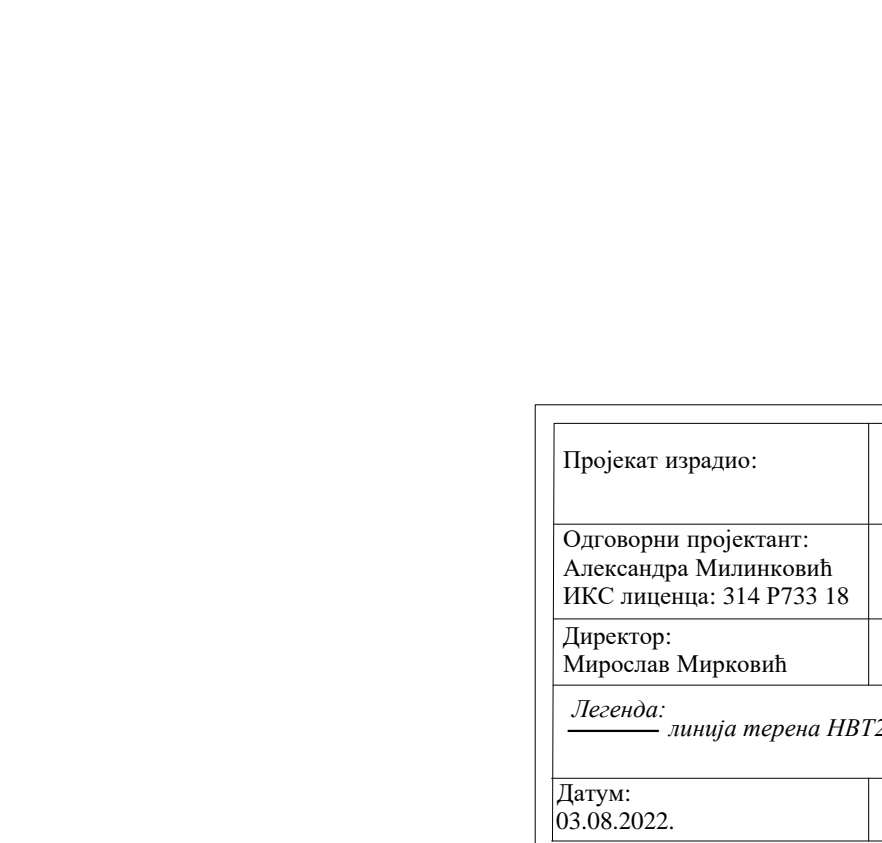 Пројекат израдио:
Одговорни пројектант:
Александра Милинковић
ИКС лиценца: 314 Р733 18
Директор:
Мирослав Мирковић
Легенда:
линија терена НВТ2
Датум:
03.08.2022.